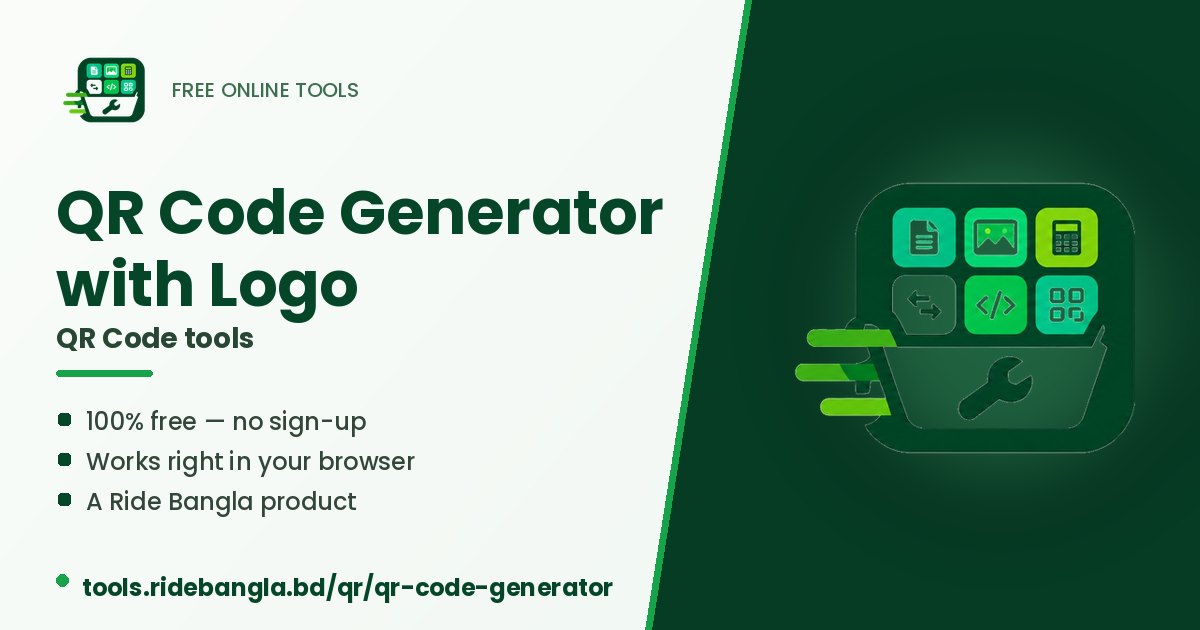 FREE ONLINE TOOLS
QR Code Generator
with Logo
QR Code tools
100% free — no sign-up
Works right in your browser
A Ride Bangla product
tools.ridebangla.bd/qr/qr-code-generator